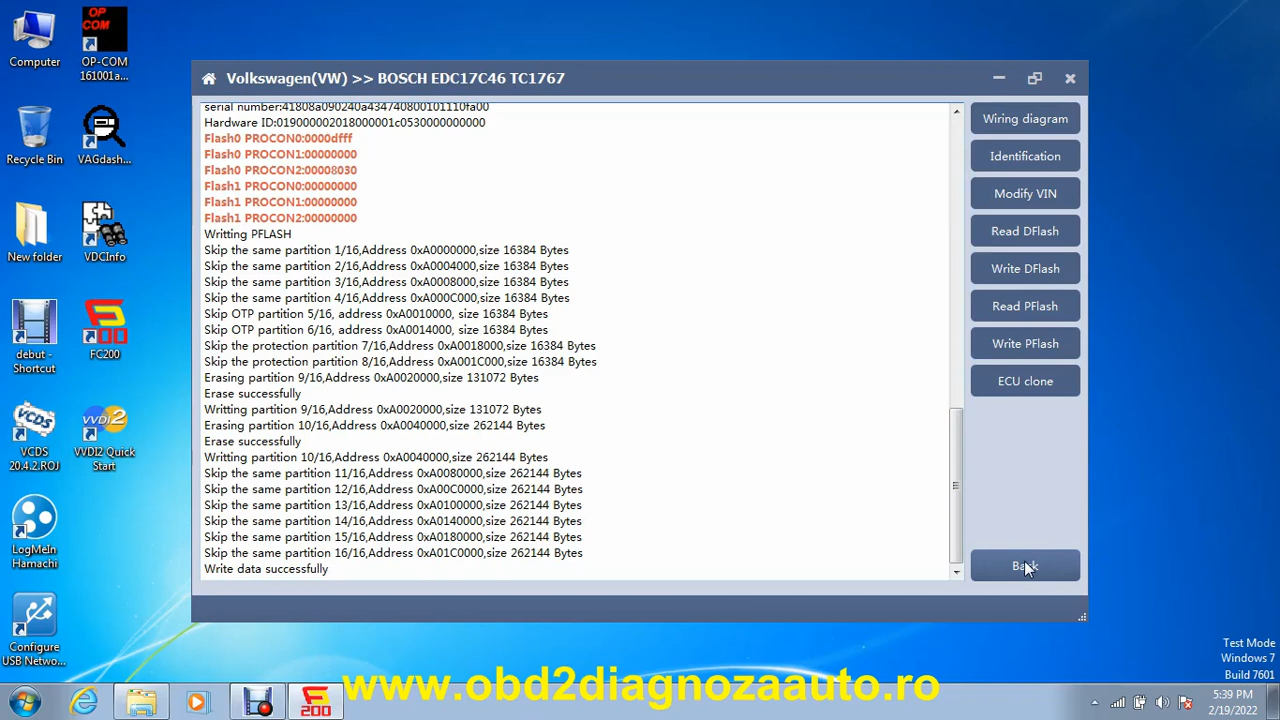 Computer
OP
COM
OP-COM
161001a...
Recycle Bin
VAGdash...
New folder
VDCInfo
debut -
Shortcut
F
200
FC200
VCDS
VCDS
20.4.2.ROJ
VVDI2
VVDI2 Quick
Start
LogMeIn
Hamachi
Configure
USB Netwo...
Volkswagen(VW) >> BOSCH EDC17C46 TC1767
serial number:41808a090240a434740800101110fa00
Hardware ID:019000002018000001c0530000000000
Flash0 PROCON0:0000dfff
Flash0 PROCON1:00000000
Flash0 PROCON2:00008030
Flash1 PROCON0:00000000
Flash1 PROCON1:00000000
Flash1 PROCON2:00000000
Writting PFLASH
Skip the same partition 1/16,Address 0xA0000000,size 16384 Bytes
Skip the same partition 2/16,Address 0xA0004000,size 16384 Bytes
Skip the same partition 3/16,Address 0xA0008000,size 16384 Bytes
Skip the same partition 4/16,Address 0xA000C000,size 16384 Bytes
Skip OTP partition 5/16, address 0xA0010000, size 16384 Bytes
Skip OTP partition 6/16, address 0xA0014000, size 16384 Bytes
Skip the protection partition 7/16,Address 0xA0018000,size 16384 Bytes
Skip the protection partition 8/16,Address 0xA001C000,size 16384 Bytes
Erasing partition 9/16,Address 0xA0020000,size 131072 Bytes
Erase successfully
Writting partition 9/16,Address 0xA0020000,size 131072 Bytes
Erasing partition 10/16,Address 0xA0040000,size 262144 Bytes
Erase successfully
Writting partition 10/16,Address 0xA0040000,size 262144 Bytes
Skip the same partition 11/16,Address 0xA0080000,size 262144 Bytes
Skip the same partition 12/16,Address 0xA00C0000,size 262144 Bytes
Skip the same partition 13/16,Address 0xA0100000,size 262144 Bytes
Skip the same partition 14/16,Address 0xA0140000,size 262144 Bytes
Skip the same partition 15/16,Address 0xA0180000,size 262144 Bytes
Skip the same partition 16/16,Address 0xA01C0000,size 262144 Bytes
Write data successfully
Wiring diagram
Identification
Modify VIN
Read DFlash
Write DFlash
Read PFlash
Write PFlash
ECU clone
Back
Test Mode
Windows 7
Build 7601
www.obd2diagnozaauto.ro
F
200
5:39 PM
2/19/2022